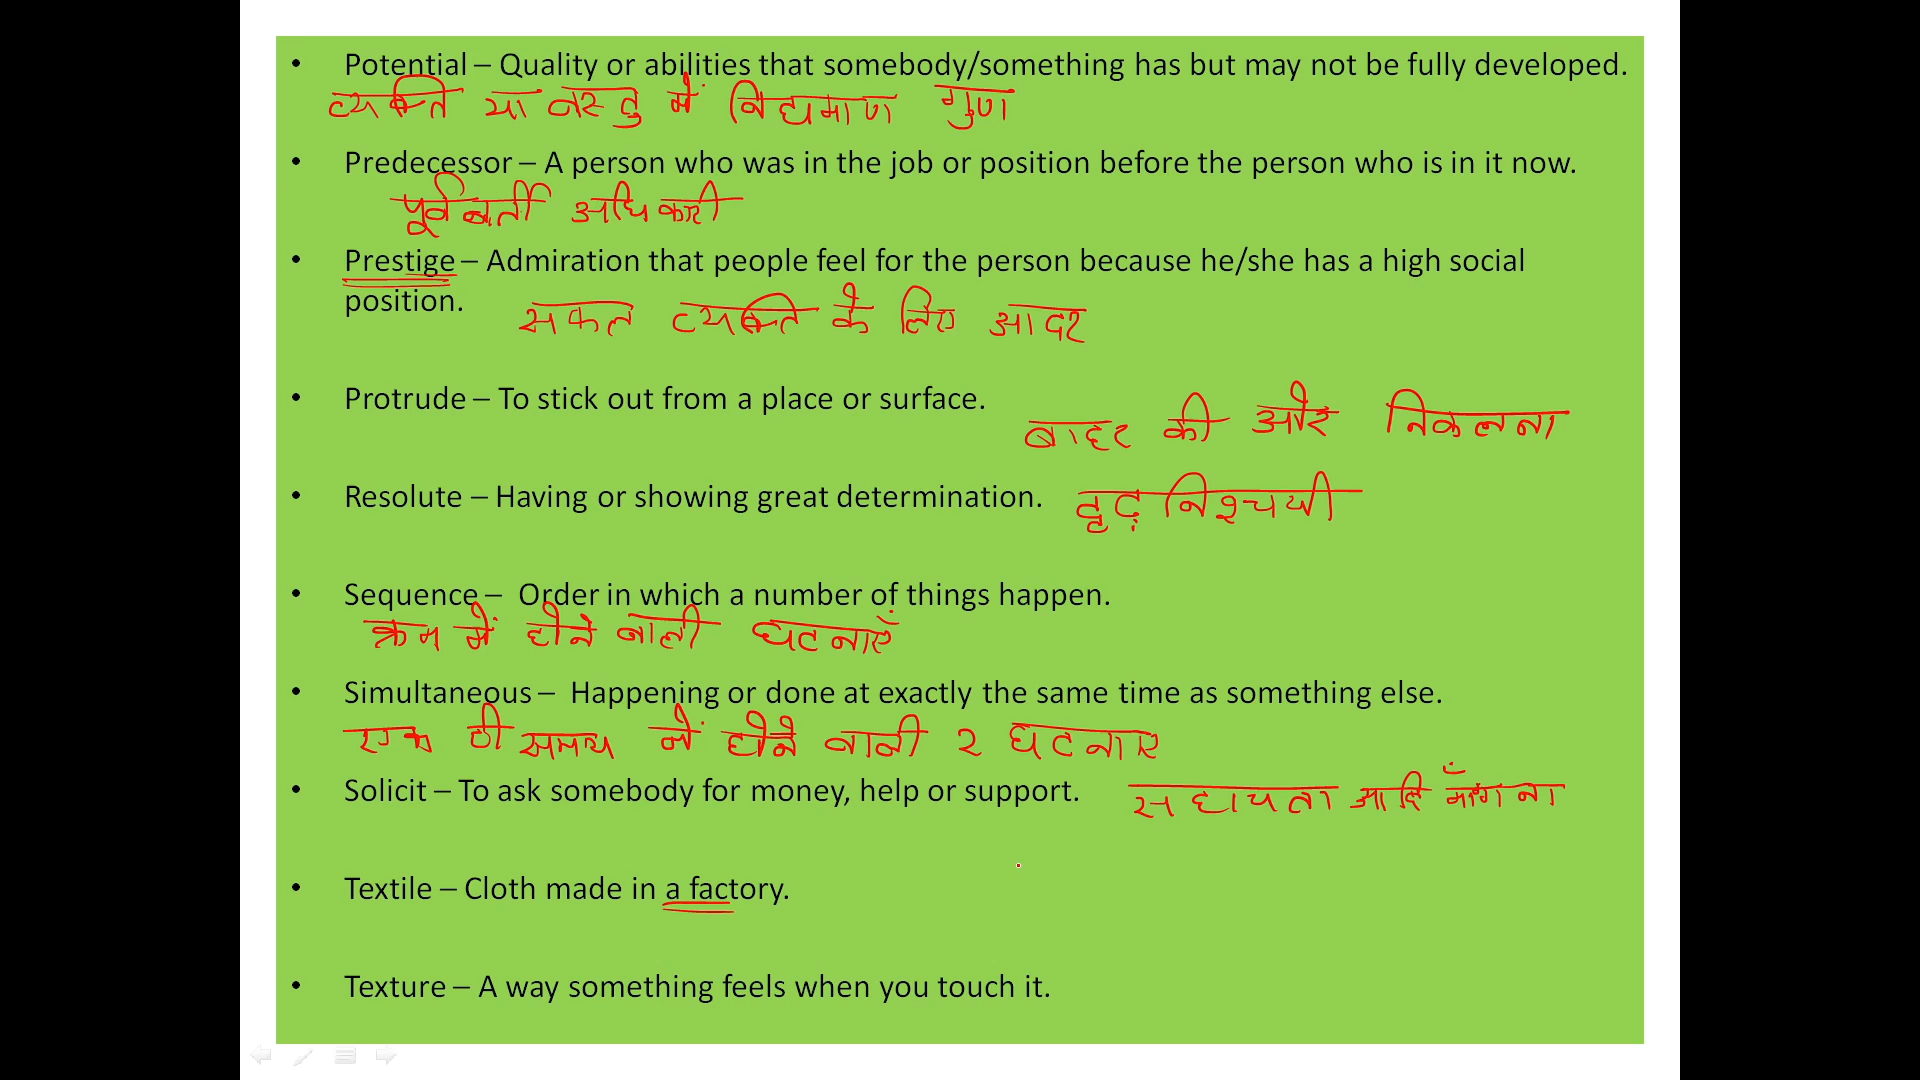 • Potential – Quality or abilities that somebody/something has but may not be fully developed.
व्यक्ति या वस्तु में विद्यमाण गुण
• Predecessor – A person who was in the job or position before the person who is in it now.
पूर्ववर्ती अधिकारी
• Prestige – Admiration that people feel for the person because he/she has a high social
position.
सफल व्यक्ति के लिए आदर
• Protrude – To stick out from a place or surface.
बाहर की ओर निकलना
• Resolute – Having or showing great determination. दृढ़ निश्चयी
• Sequence – Order in which a number of things happen.
क्रम में होने वाली घटनाएँ
• Simultaneous – Happening or done at exactly the same time as something else.
एक ही समय में होने वाली २ घटनाए
• Solicit – To ask somebody for money, help or support. सहायता आदि माँगना
• Textile – Cloth made in a factory.
• Texture – A way something feels when you touch it.